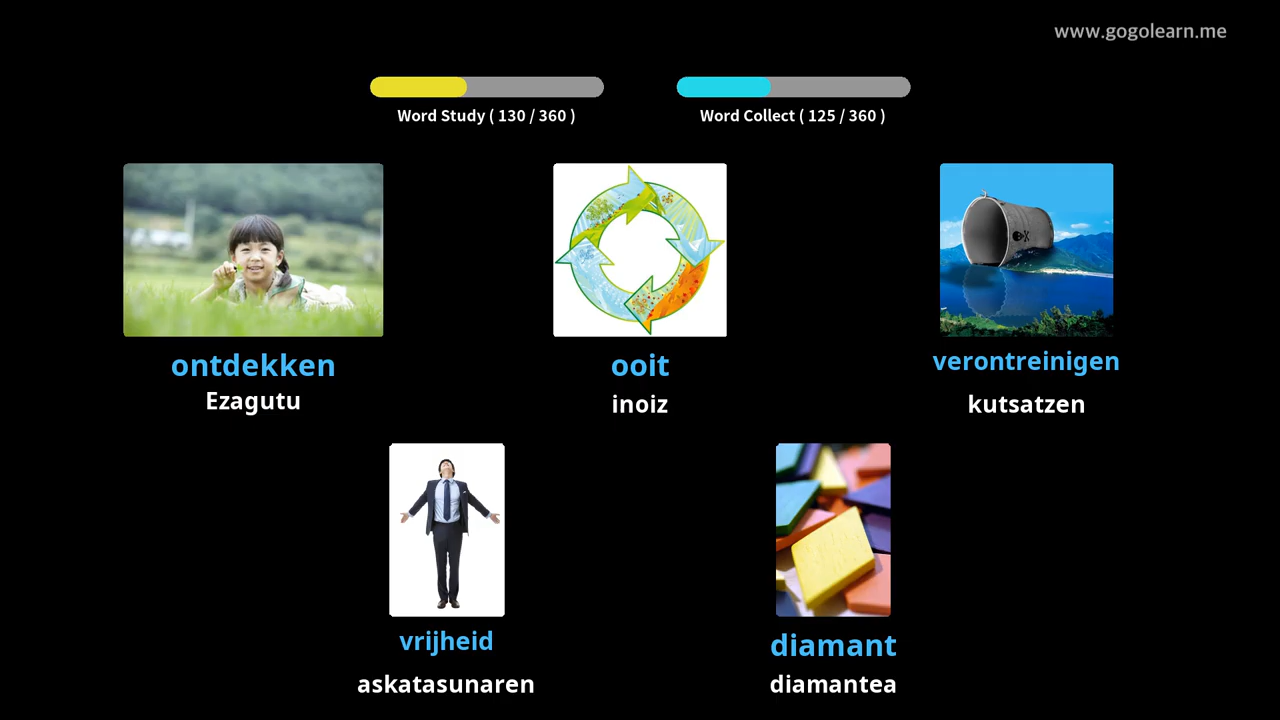 www.gogolearn.me
Word Study ( 130 / 360 )
Word Collect ( 125 / 360 )
ontdekken
Ezagutu
ooit
inoiz
verontreinigen
kutsatzen
vrijheid
askatasunaren
diamant
diamantea